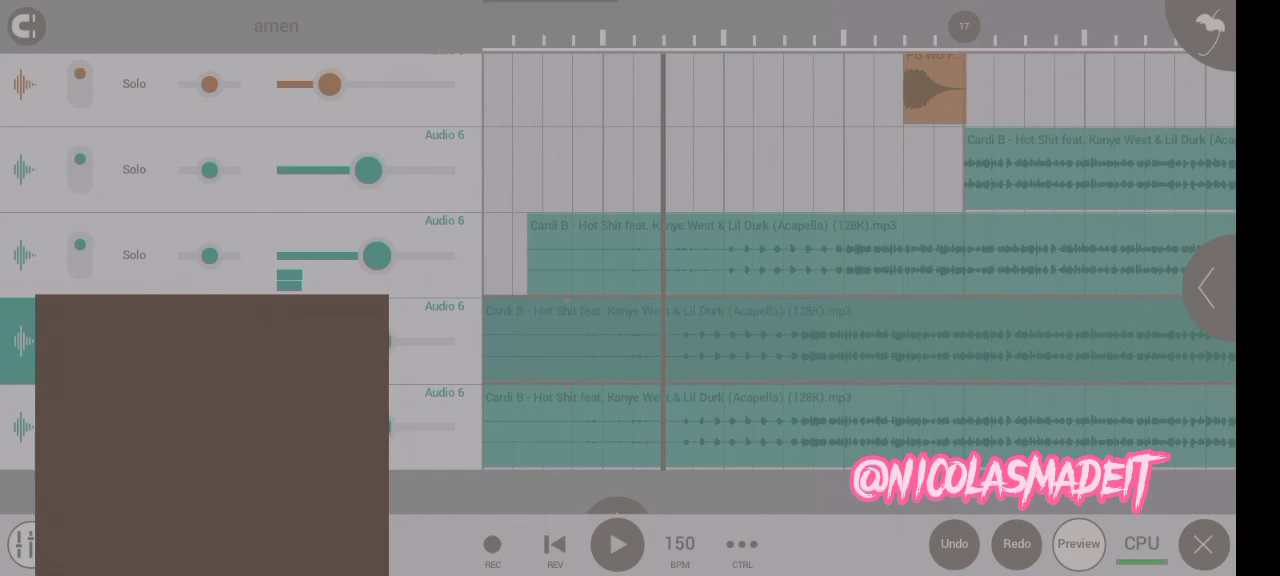 amen
17
Solo
Audio 6
Cardi B - Hot Shit feat. Kanye West & Lil Durk (Aca
Solo
Audio 6
Cardi B - Hot Shit feat. Kanye West & Lil Durk (Acapella) (128K).mp3
Solo
Audio 6
Cardi B - Hot Shit feat. Kanye West & Lil Durk (Acapella) (128K).mp3
Audio 6
Cardi B - Hot Shit feat. Kanye West & Lil Durk (Acapella) (128K).mp3
@NICOLASMADEIT
REC
REV
150
BPM
CTRL
Undo
Redo
Preview
CPU